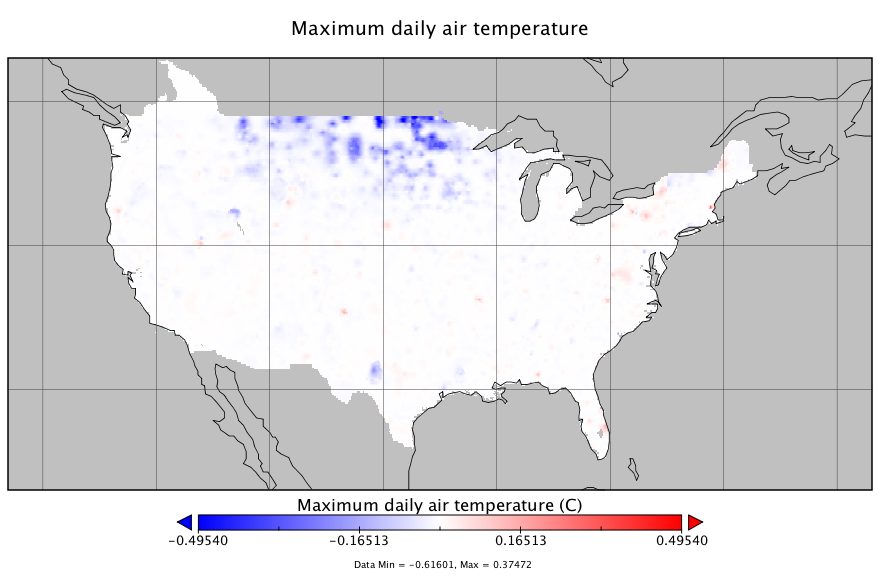 Maximum daily air temperature
Maximum daily air temperature (C)
−0.49540 −0.16513 0.16513 0.49540
Data Min = −0.61601, Max = 0.37472